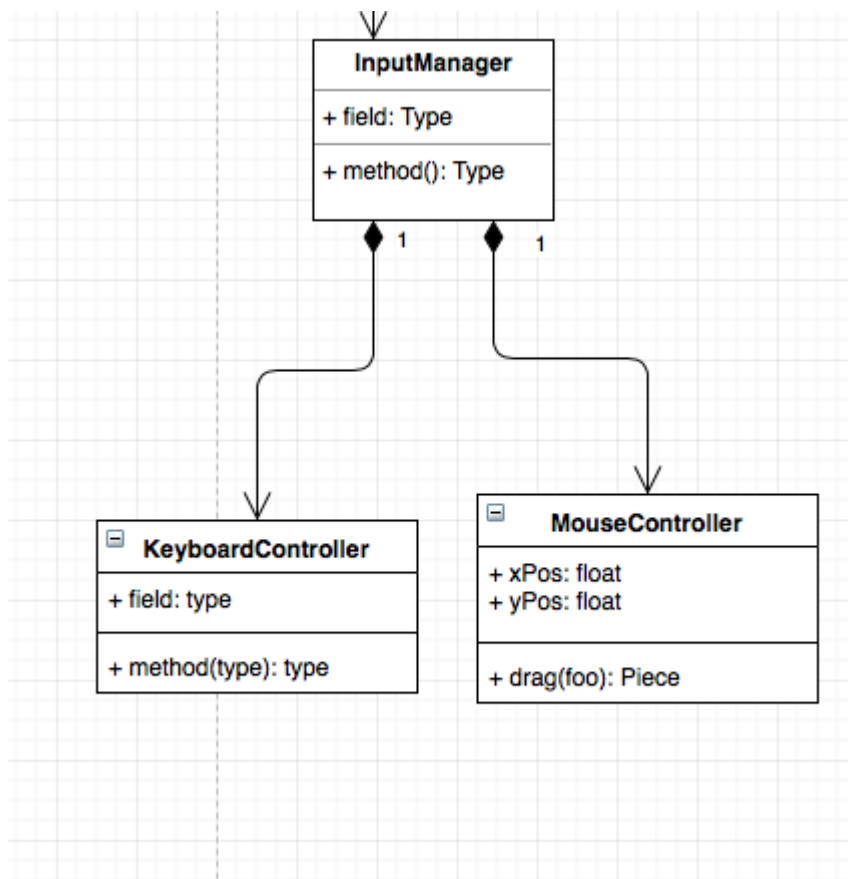 InputManager
+ field: Type
+ method(): Type
1
1
KeyboardController
+ field: type
+ method(type): type
MouseController
+ xPos: float
+ yPos: float
+ drag(foo): Piece